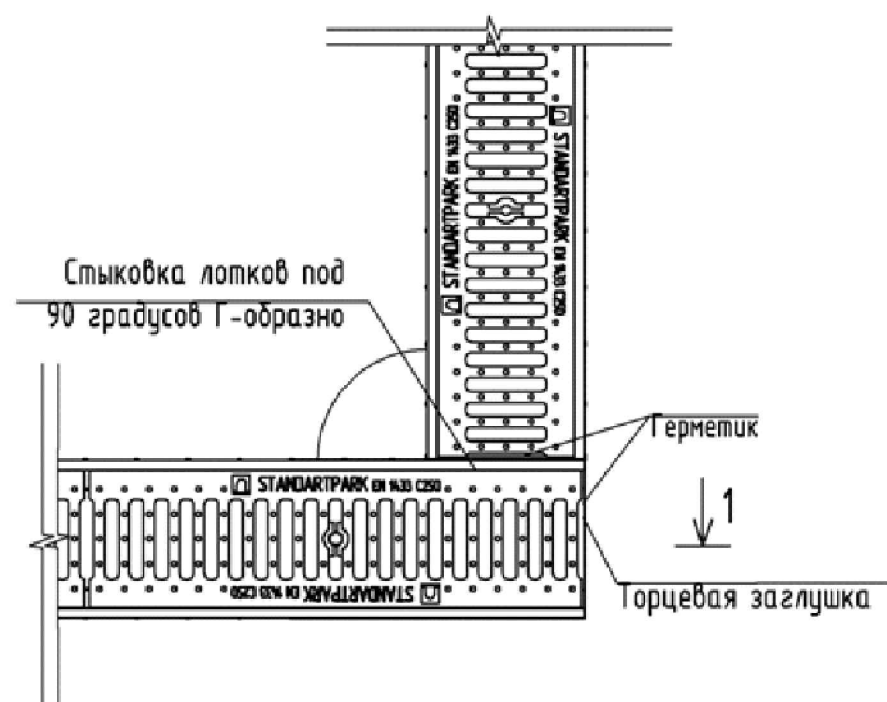 STANDARTPARK EN 1433 C250
STANDARTPARK EN 1433 C250
Стыковка лотков под
90 градусов Г-образно
Герметик
1
STANDARTPARK EN 1433 C250
STANDARTPARK EN 1433 C250
Торцевая заглушка